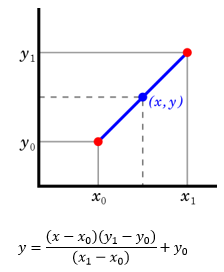 y₁
(x, y)
y₀
x₀ x₁
y = (x − x₀)(y₁ − y₀) / (x₁ − x₀) + y₀